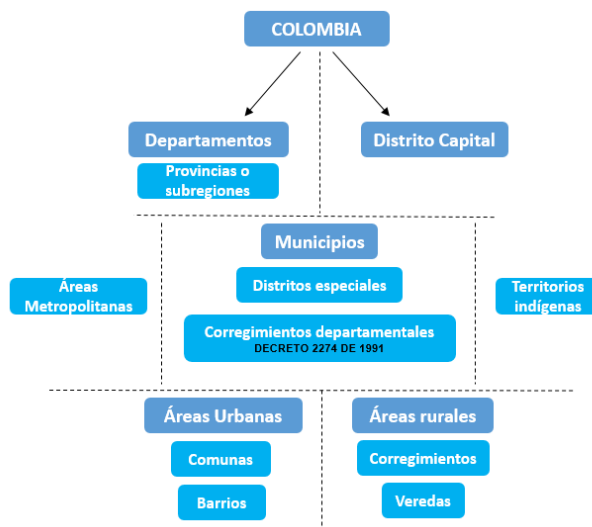 COLOMBIA
Departamentos
Distrito Capital
Provincias o
subregiones
Municipios
Distritos especiales
Áreas
Metropolitanas
Territorios
indígenas
Corregimientos departamentales
DECRETO 2274 DE 1991
Áreas Urbanas
Áreas rurales
Comunas
Corregimientos
Barrios
Veredas